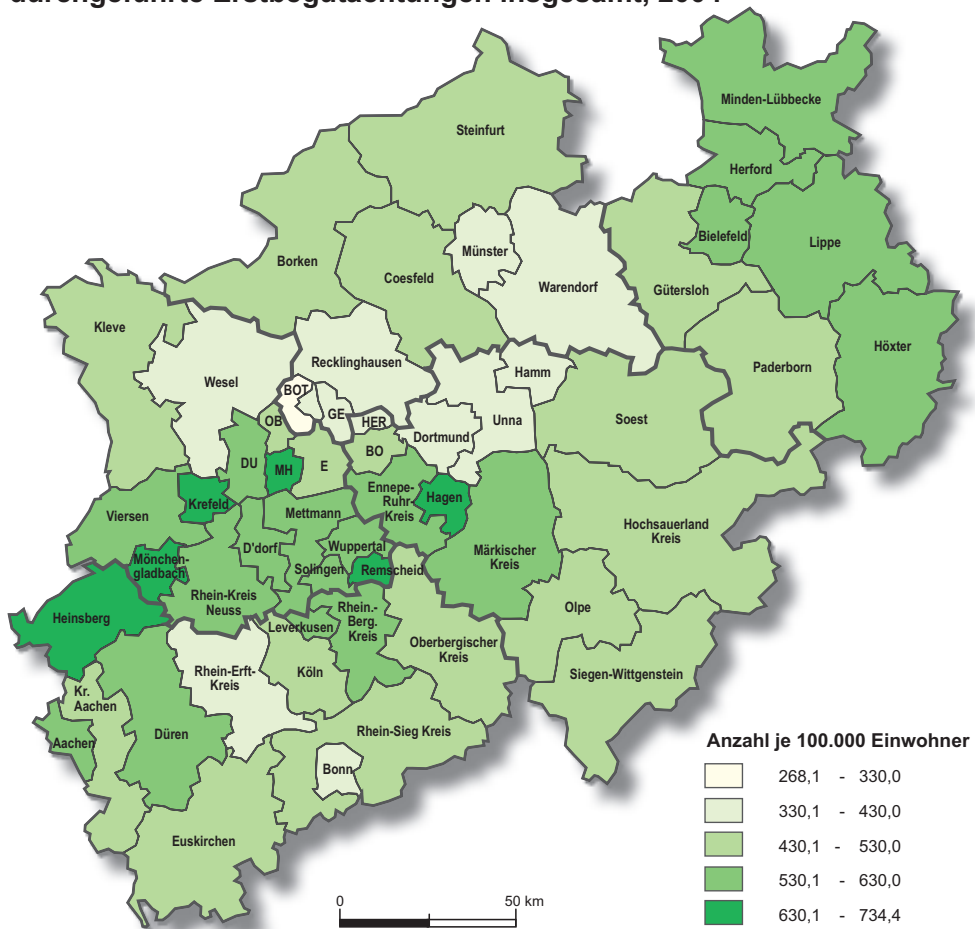 Minden-Lübbecke
Steinfurt
Herford
Bielefeld
Lippe
Münster
Borken
Coesfeld
Warendorf
Gütersloh
Kleve
Höxter
Recklinghausen
Paderborn
Wesel
Hamm
BOT
GE
HER
Unna
Soest
OB
Dortmund
BO
DU
MH
E
Ennepe-
Ruhr-
Kreis
Hagen
Krefeld
Viersen
Mettmann
Hochsauerland
Kreis
D'dorf
Wuppertal
Märkischer
Kreis
Mönchen-
gladbach
Solingen
Remscheid
Rhein-Kreis
Neuss
Heinsberg
Rhein.-
Berg.
Kreis
Olpe
Leverkusen
Oberbergischer
Kreis
Rhein-Erft-
Kreis
Köln
Siegen-Wittgenstein
Kr.
Aachen
Aachen
Düren
Rhein-Sieg Kreis
Bonn
Euskirchen
Anzahl je 100.000 Einwohner
268,1 - 330,0
330,1 - 430,0
430,1 - 530,0
530,1 - 630,0
630,1 - 734,4
0 50 km